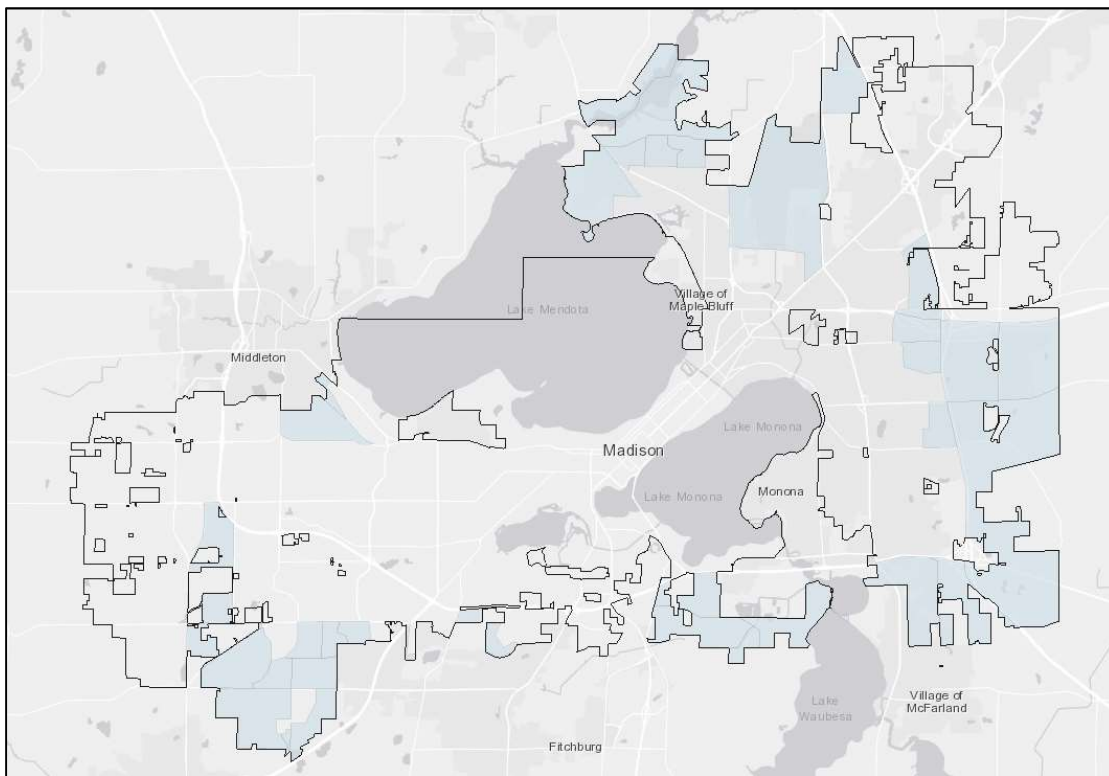 Village of
Maple Bluff
Lake Mendota
Middleton
Lake Monona
Madison
Monona
Lake Monona
Lake
Waubesa
Village of
McFarland
Fitchburg